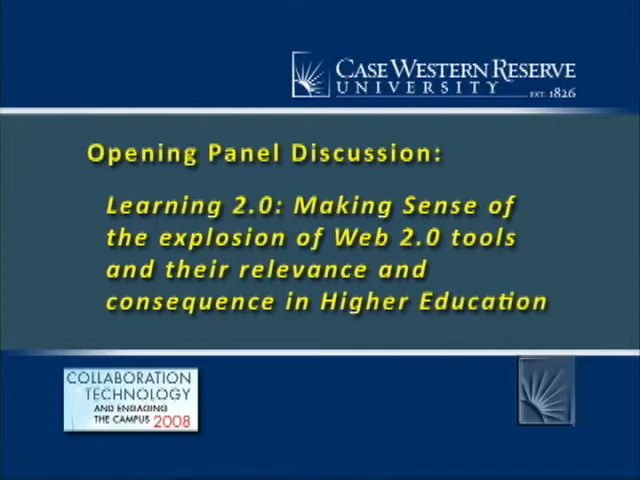 CASE WESTERN RESERVE
UNIVERSITY EST. 1826
Opening Panel Discussion:
Learning 2.0: Making Sense of
the explosion of Web 2.0 tools
and their relevance and
consequence in Higher Education
COLLABORATION
TECHNOLOGY
AND ENGAGING
THE CAMPUS 2008